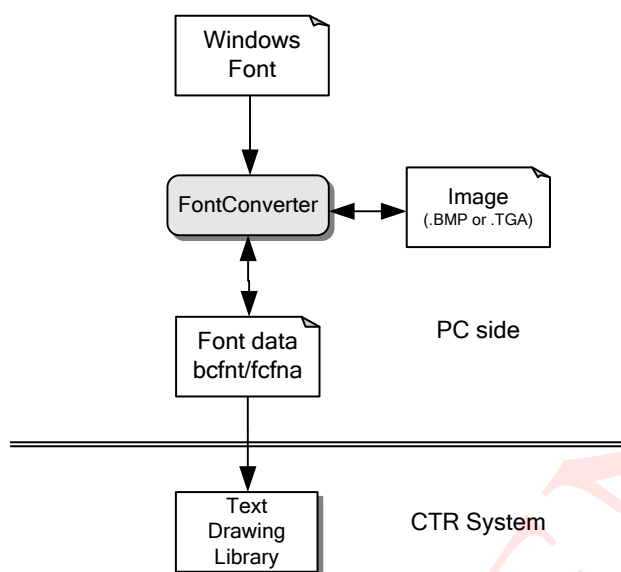 Windows
Font
FontConverter
Image
(.BMP or .TGA)
Font data
bcfnt/fcfna
PC side
Text
Drawing
Library
CTR System